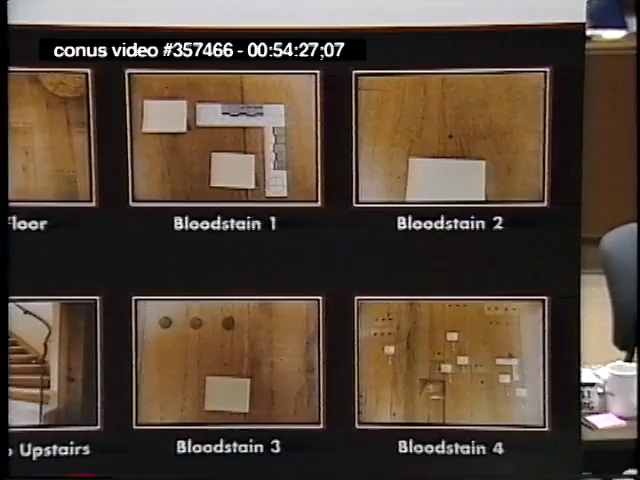 conus video #357466 - 00:54:27;07
Floor
Bloodstain 1
Bloodstain 2
Upstairs
Bloodstain 3
Bloodstain 4